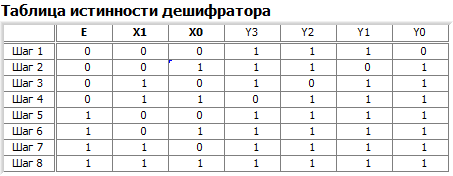 Таблица истинности дешифратора
E X1 X0 Y3 Y2 Y1 Y0
Шаг 1 0 0 0 1 1 1 0
Шаг 2 0 0 1 1 1 0 1
Шаг 3 0 1 0 1 0 1 1
Шаг 4 0 1 1 0 1 1 1
Шаг 5 1 0 0 1 1 1 1
Шаг 6 1 0 1 1 1 1 1
Шаг 7 1 1 0 1 1 1 1
Шаг 8 1 1 1 1 1 1 1